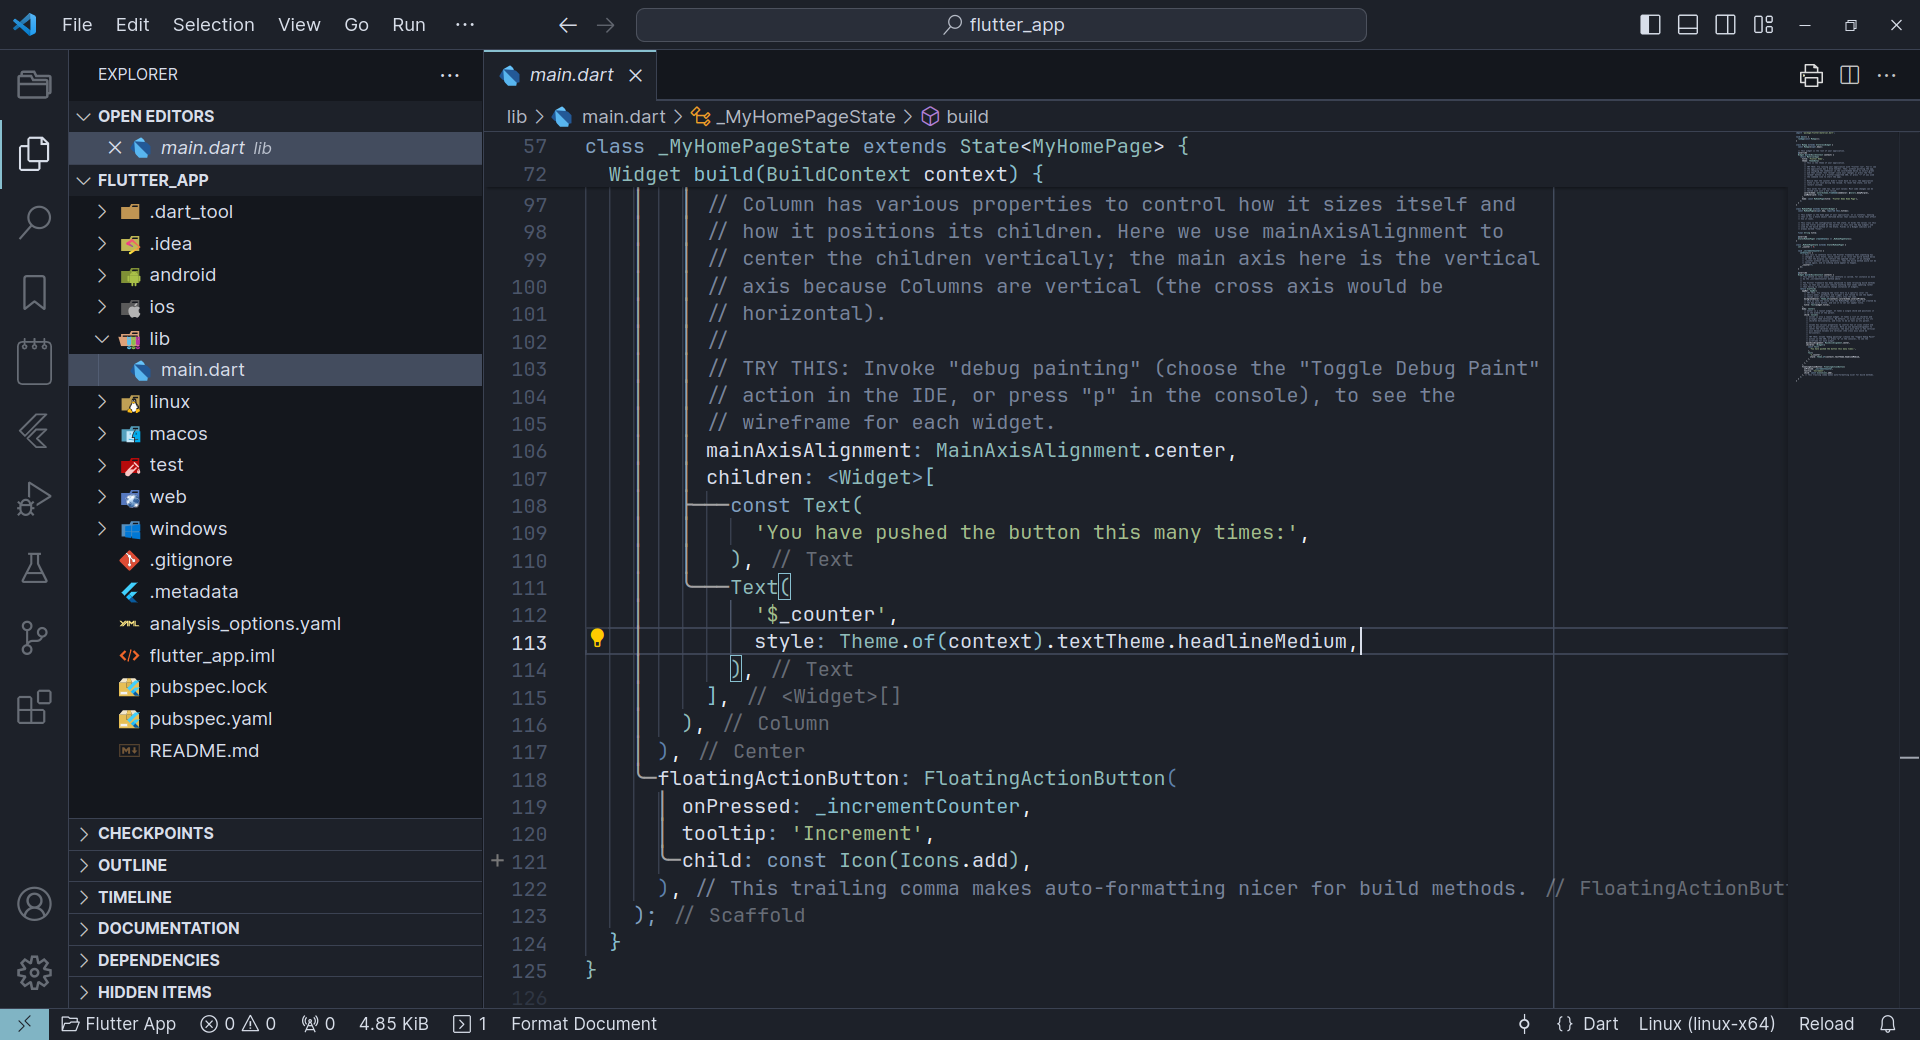 File Edit Selection View Go Run ···
flutter_app
EXPLORER
OPEN EDITORS
main.dart lib
FLUTTER_APP
.dart_tool
.idea
android
ios
lib
main.dart
linux
macos
test
web
windows
.gitignore
.metadata
analysis_options.yaml
flutter_app.iml
pubspec.lock
pubspec.yaml
README.md
CHECKPOINTS
OUTLINE
TIMELINE
DOCUMENTATION
DEPENDENCIES
HIDDEN ITEMS
main.dart
lib > main.dart > _MyHomePageState > build
57 class _MyHomePageState extends State<MyHomePage> {
72 Widget build(BuildContext context) {
97 // Column has various properties to control how it sizes itself and
98 // how it positions its children. Here we use mainAxisAlignment to
99 // center the children vertically; the main axis here is the vertical
100 // axis because Columns are vertical (the cross axis would be
101 // horizontal).
102 //
103 // TRY THIS: Invoke "debug painting" (choose the "Toggle Debug Paint"
104 // action in the IDE, or press "p" in the console), to see the
105 // wireframe for each widget.
106 mainAxisAlignment: MainAxisAlignment.center,
107 children: <Widget>[
108 const Text(
109 'You have pushed the button this many times:',
110 ), // Text
111 Text(
112 '$_counter',
113 style: Theme.of(context).textTheme.headlineMedium,
114 ), // Text
115 ], // <Widget>[]
116 ), // Column
117 ), // Center
118 floatingActionButton: FloatingActionButton(
119 onPressed: _incrementCounter,
120 tooltip: 'Increment',
121 child: const Icon(Icons.add),
122 ), // This trailing comma makes auto-formatting nicer for build methods. // FloatingActionBut
123 ); // Scaffold
124 }
125 }
126
Flutter App 0 0 0 4.85 KiB 1 Format Document {} Dart Linux (linux-x64) Reload